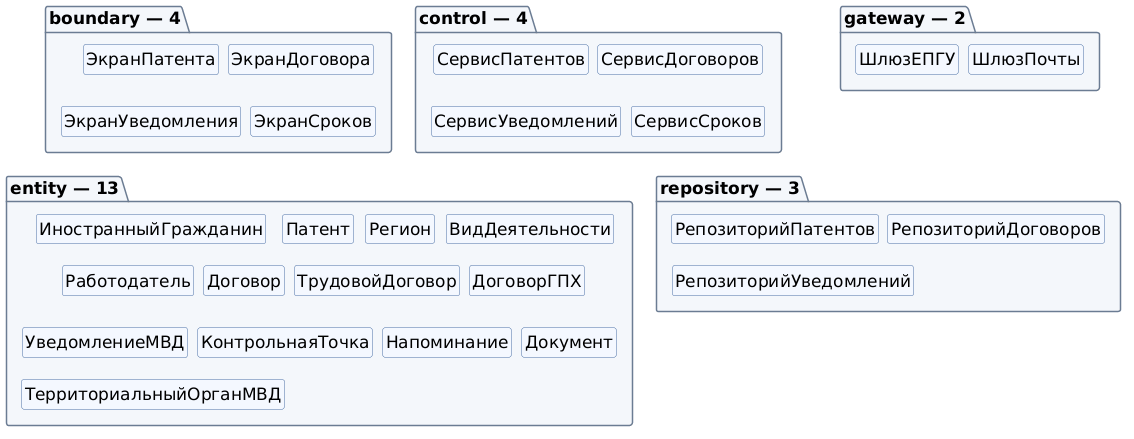 boundary — 4
ЭкранПатента ЭкранДоговора
ЭкранУведомления ЭкранСроков
control — 4
СервисПатентов СервисДоговоров
СервисУведомлений СервисСроков
gateway — 2
ШлюзЕПГУ ШлюзПочты
entity — 13
ИностранныйГражданин Патент Регион ВидДеятельности
Работодатель Договор ТрудовойДоговор ДоговорГПХ
УведомлениеМВД КонтрольнаяТочка Напоминание Документ
ТерриториальныйОрганМВД
repository — 3
РепозиторийПатентов РепозиторийДоговоров
РепозиторийУведомлений